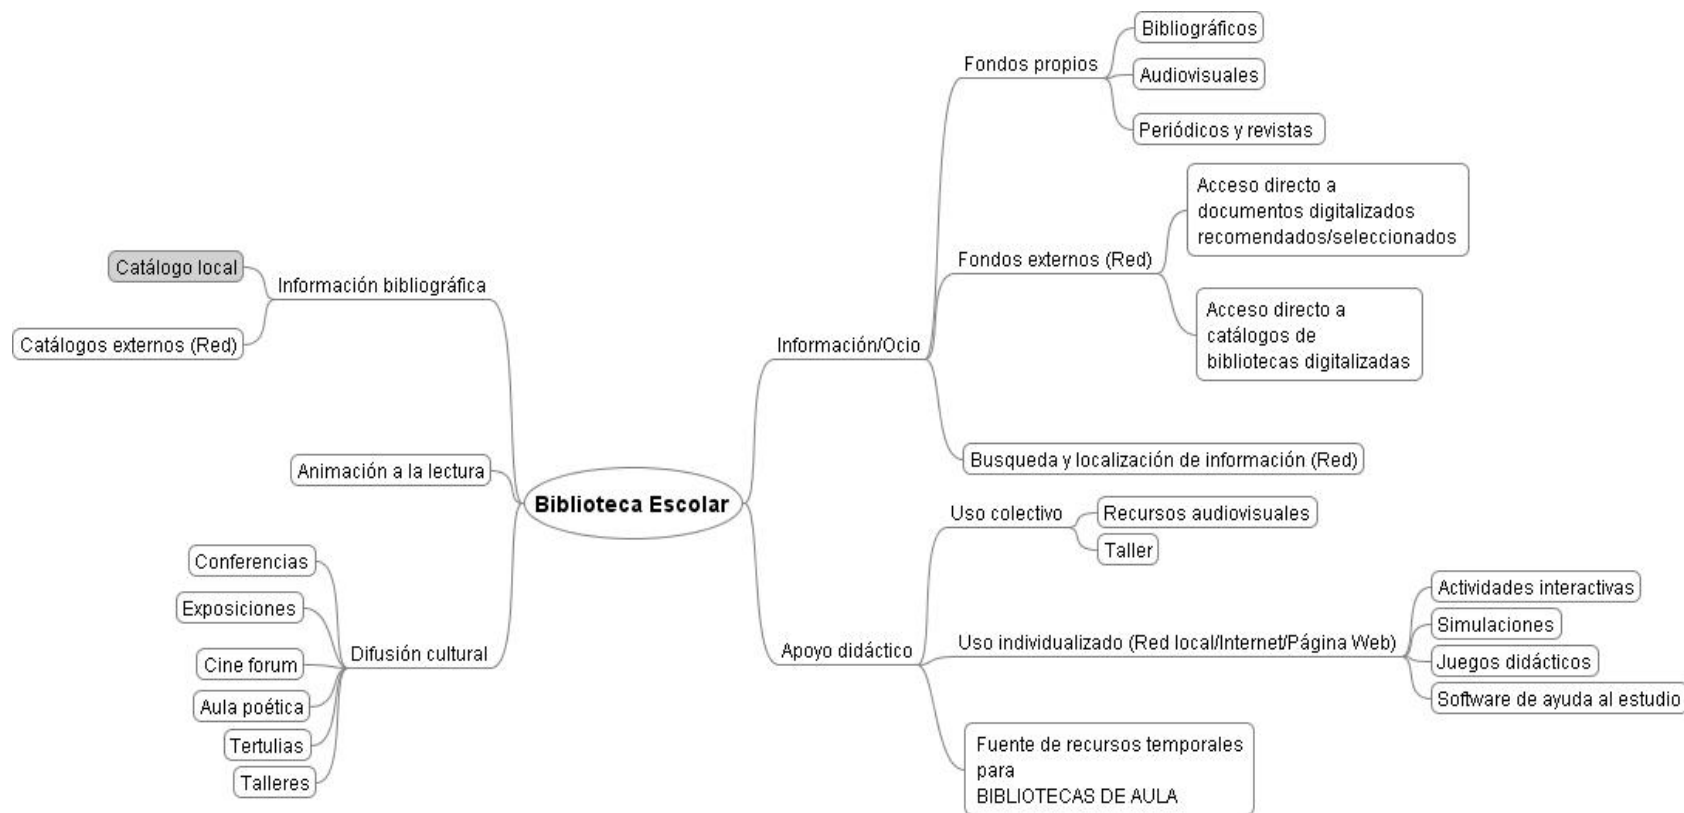 Biblioteca Escolar
Información bibliográfica
Catálogo local
Catálogos externos (Red)
Animación a la lectura
Difusión cultural
Conferencias
Exposiciones
Cine forum
Aula poética
Tertulias
Talleres
Información/Ocio
Fondos propios
Bibliográficos
Audiovisuales
Periódicos y revistas
Fondos externos (Red)
Acceso directo a
documentos digitalizados
recomendados/seleccionados
Acceso directo a
catálogos de
bibliotecas digitalizadas
Busqueda y localización de información (Red)
Apoyo didáctico
Uso colectivo
Recursos audiovisuales
Taller
Uso individualizado (Red local/Internet/Página Web)
Actividades interactivas
Simulaciones
Juegos didácticos
Software de ayuda al estudio
Fuente de recursos temporales
para
BIBLIOTECAS DE AULA